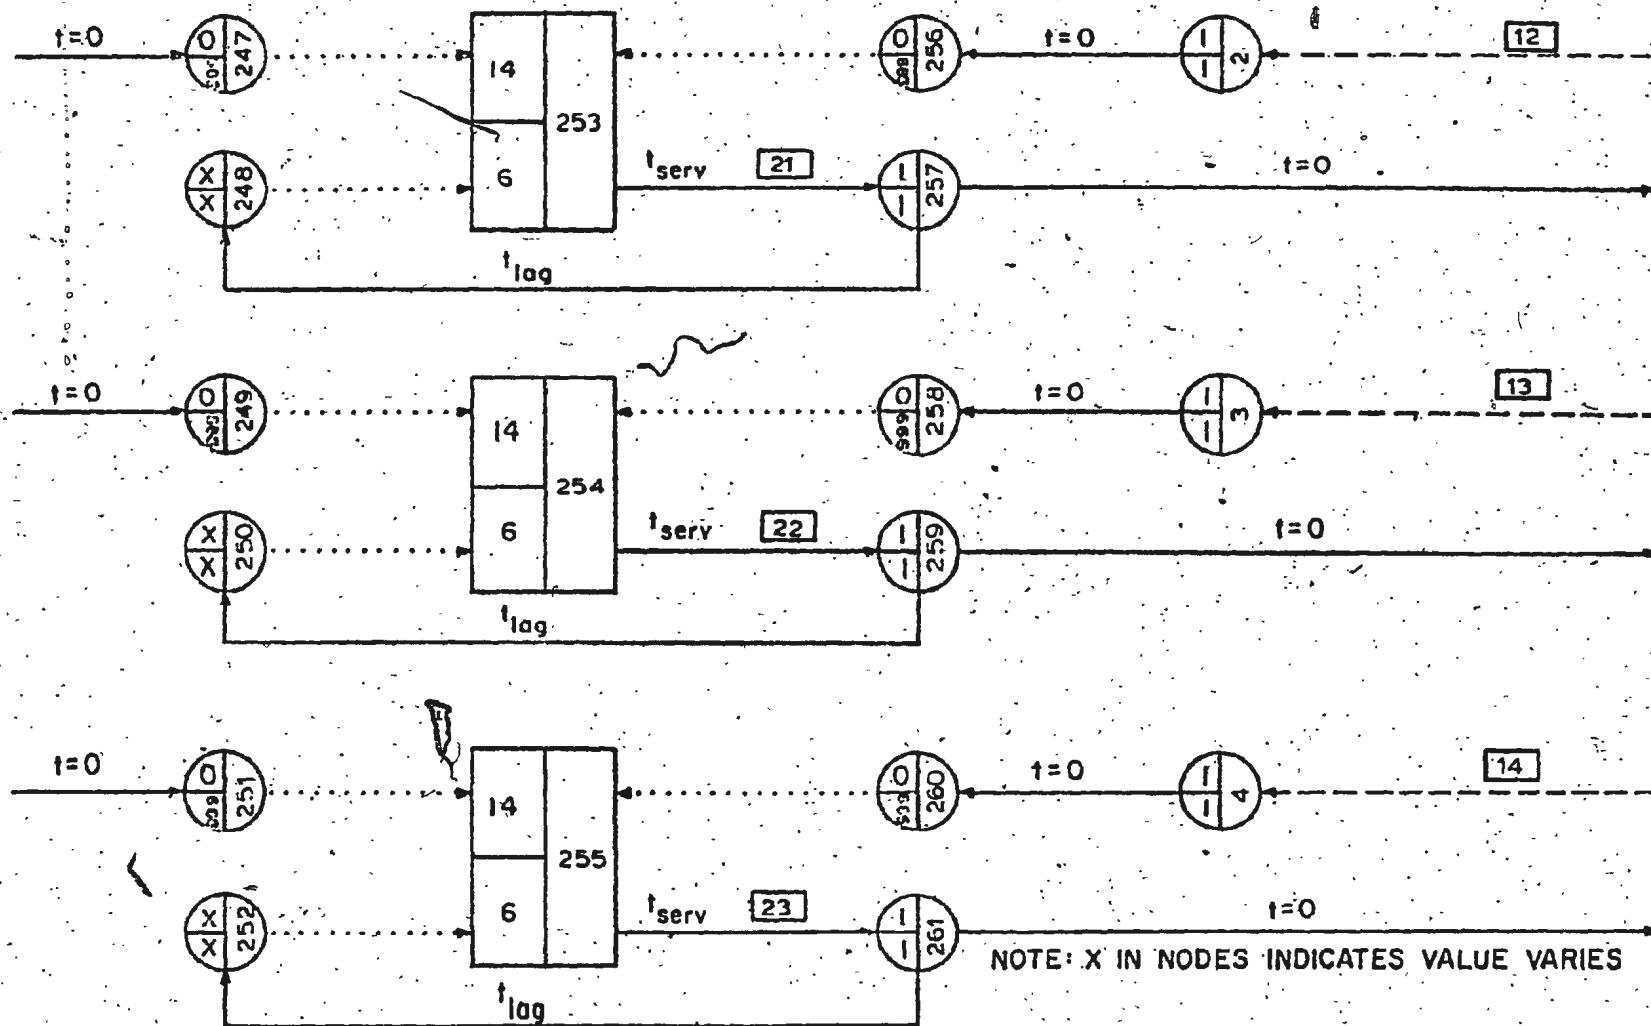 t=0 0 247 14 253 0 256 t=0 1 1 2 12
X X 248 6 t serv 21 1 1 257 t=0
t lag
t=0 0 249 14 254 0 999 258 t=0 1 1 3 13
X X 250 6 t serv 22 1 1 259 t=0
t lag
t=0 0 251 14 255 0 260 t=0 1 1 4 14
X X 252 6 t serv 23 1 1 261 t=0
NOTE: X IN NODES INDICATES VALUE VARIES
t lag